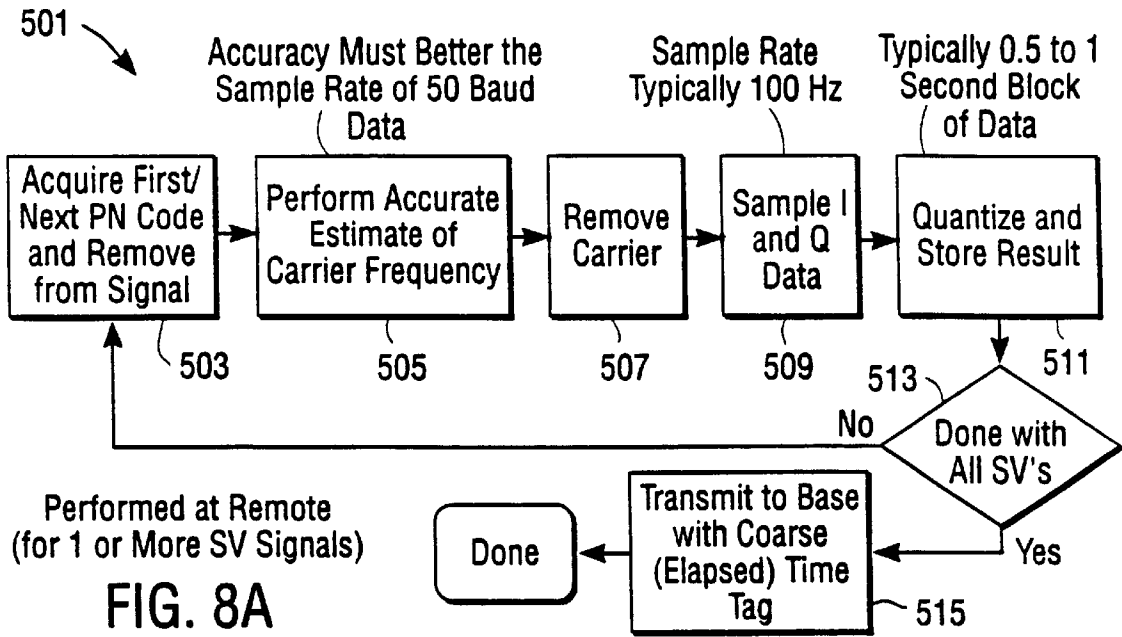 501
Accuracy Must Better the
Sample Rate of 50 Baud
Data
Sample Rate
Typically 100 Hz
Typically 0.5 to 1
Second Block
of Data
Acquire First/
Next PN Code
and Remove
from Signal
Perform Accurate
Estimate of
Carrier Frequency
Remove
Carrier
Sample I
and Q
Data
Quantize and
Store Result
503
505
507
509
511
513
No
Done with
All SV's
Yes
Transmit to Base
with Coarse
(Elapsed) Time
Tag
515
Done
Performed at Remote
(for 1 or More SV Signals)
FIG. 8A